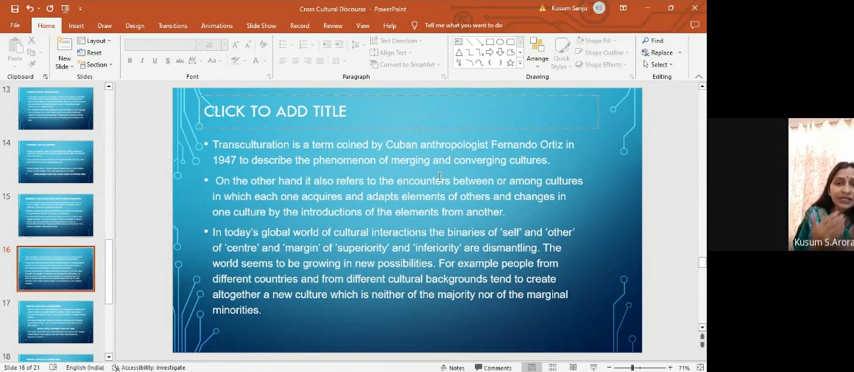 Cross Cultural Discourse - PowerPoint
Kusum Sanju
KS
File Home Insert Draw Design Transitions Animations Slide Show Record Review View Help Tell me what you want to do
Paste
Clipboard
New
Slide
Layout
Reset
Section
Slides
Font
Text Direction
Align Text
Convert to SmartArt
Paragraph
Arrange
Quick
Styles
Shape Fill
Shape Outline
Shape Effects
Drawing
Find
Replace
Select
Editing
13
14
15
16
17
18
CLICK TO ADD TITLE
• Transculturation is a term coined by Cuban anthropologist Fernando Ortiz in
1947 to describe the phenomenon of merging and converging cultures.
• On the other hand it also refers to the encounters between or among cultures
in which each one acquires and adapts elements of others and changes in
one culture by the introductions of the elements from another.
• In today's global world of cultural interactions the binaries of 'self' and 'other'
of 'centre' and 'margin' of 'superiority' and 'inferiority' are dismantling. The
world seems to be growing in new possibilities. For example people from
different countries and from different cultural backgrounds tend to create
altogether a new culture which is neither of the majority nor of the marginal
minorities.
Kusum S.Arora
Slide 16 of 21 English (India) Accessibility: Investigate Notes Comments 71%